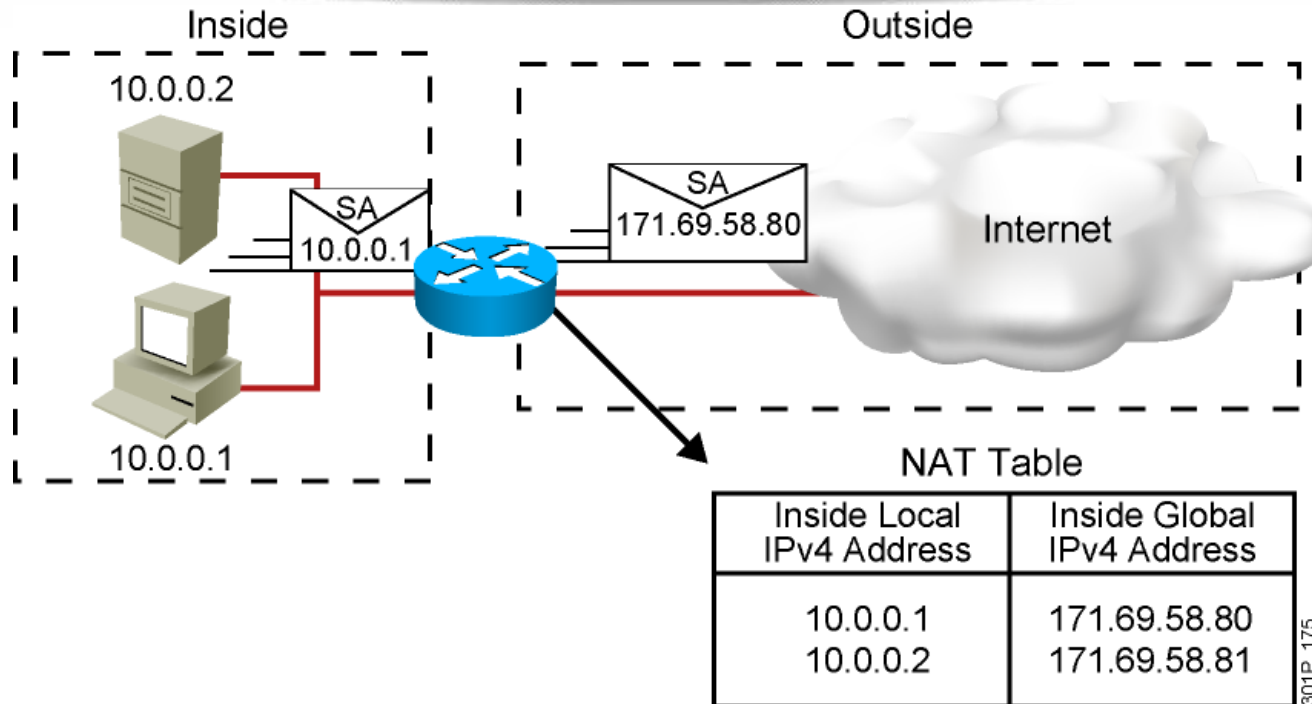 Inside
Outside
10.0.0.2
SA
10.0.0.1
SA
171.69.58.80
Internet
10.0.0.1
NAT Table
Inside Local
IPv4 Address
Inside Global
IPv4 Address
10.0.0.1
171.69.58.80
10.0.0.2
171.69.58.81
301P_175